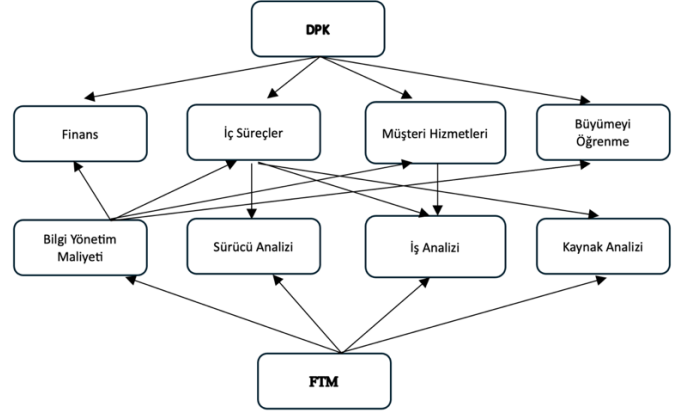 DPK
Finans
İç Süreçler
Müşteri Hizmetleri
Büyümeyi
Öğrenme
Bilgi Yönetim
Maliyeti
Sürücü Analizi
İş Analizi
Kaynak Analizi
FTM